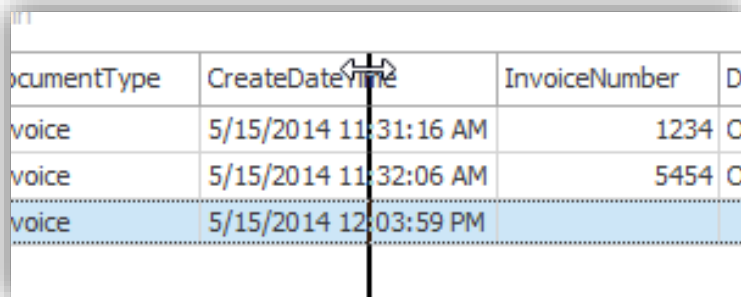 ocumentType CreateDateTime InvoiceNumber D
voice 5/15/2014 11:31:16 AM 1234
voice 5/15/2014 11:32:06 AM 5454
voice 5/15/2014 12:03:59 PM